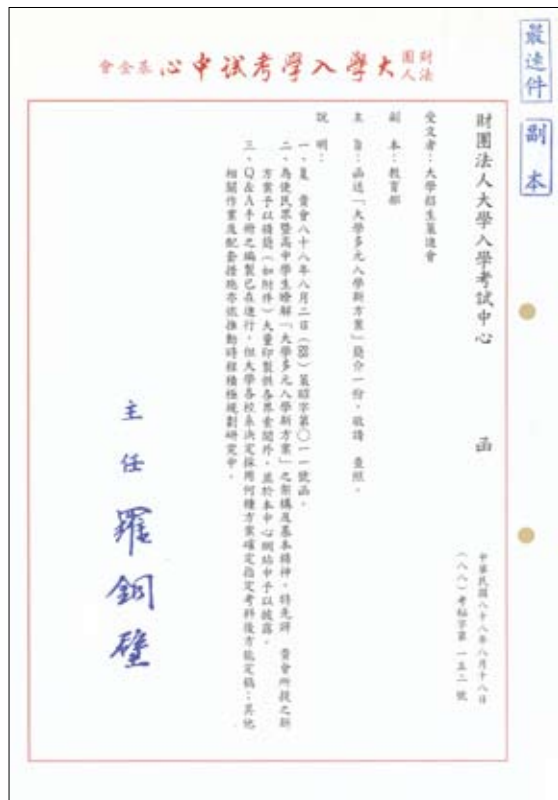 財團法人大學入學考試中心基金會
最速件
副本
財團法人大學入學考試中心　函
中華民國八十八年八月十八日
(八八)考秘字第一五二號
受文者：大學招生策進會
副　本：教育部
主　旨：函送「大學多元入學新方案」簡介一份，敬請　查照。
說　明：
一、復　貴會八十八年八月二日(88)策昭字第〇一一號函。
二、為使民眾暨高中學生瞭解「大學多元入學新方案」之架構及基本精神，特先評　貴會所提之新
方案予以精簡(如附件)大量印製供各界索閱外，並於本中心網站中予以披露。
三、Q&A手冊之編製已在進行，但大學各校系決定採用何種方案確定指定考科後方能定稿；其他
相關作業及配套措施亦依推動時程積極規劃研究中。
主任　羅銅壁